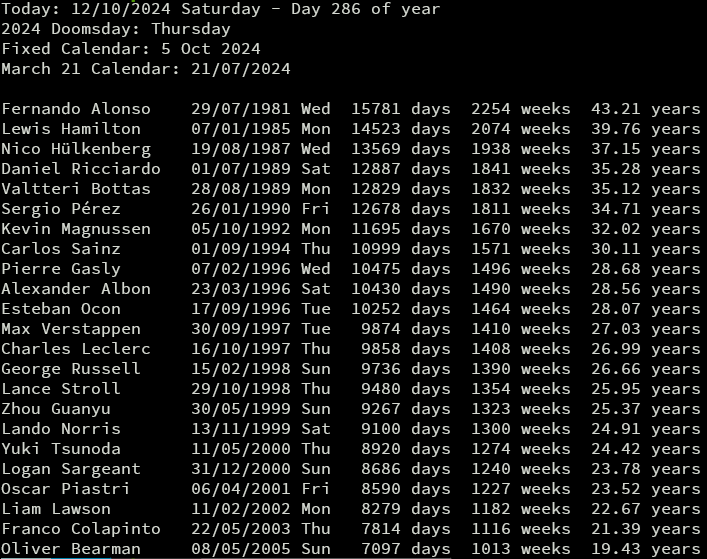 Today: 12/10/2024 Saturday - Day 286 of year
2024 Doomsday: Thursday
Fixed Calendar: 5 Oct 2024
March 21 Calendar: 21/07/2024

Fernando Alonso    29/07/1981 Wed  15781 days  2254 weeks  43.21 years
Lewis Hamilton     07/01/1985 Mon  14523 days  2074 weeks  39.76 years
Nico Hülkenberg    19/08/1987 Wed  13569 days  1938 weeks  37.15 years
Daniel Ricciardo   01/07/1989 Sat  12887 days  1841 weeks  35.28 years
Valtteri Bottas    28/08/1989 Mon  12829 days  1832 weeks  35.12 years
Sergio Pérez       26/01/1990 Fri  12678 days  1811 weeks  34.71 years
Kevin Magnussen    05/10/1992 Mon  11695 days  1670 weeks  32.02 years
Carlos Sainz       01/09/1994 Thu  10999 days  1571 weeks  30.11 years
Pierre Gasly       07/02/1996 Wed  10475 days  1496 weeks  28.68 years
Alexander Albon    23/03/1996 Sat  10430 days  1490 weeks  28.56 years
Esteban Ocon       17/09/1996 Tue  10252 days  1464 weeks  28.07 years
Max Verstappen     30/09/1997 Tue   9874 days  1410 weeks  27.03 years
Charles Leclerc    16/10/1997 Thu   9858 days  1408 weeks  26.99 years
George Russell     15/02/1998 Sun   9736 days  1390 weeks  26.66 years
Lance Stroll       29/10/1998 Thu   9480 days  1354 weeks  25.95 years
Zhou Guanyu        30/05/1999 Sun   9267 days  1323 weeks  25.37 years
Lando Norris       13/11/1999 Sat   9100 days  1300 weeks  24.91 years
Yuki Tsunoda       11/05/2000 Thu   8920 days  1274 weeks  24.42 years
Logan Sargeant     31/12/2000 Sun   8686 days  1240 weeks  23.78 years
Oscar Piastri      06/04/2001 Fri   8590 days  1227 weeks  23.52 years
Liam Lawson        11/02/2002 Mon   8279 days  1182 weeks  22.67 years
Franco Colapinto   22/05/2003 Thu   7814 days  1116 weeks  21.39 years
Oliver Bearman     08/05/2005 Sun   7097 days  1013 weeks  19.43 years